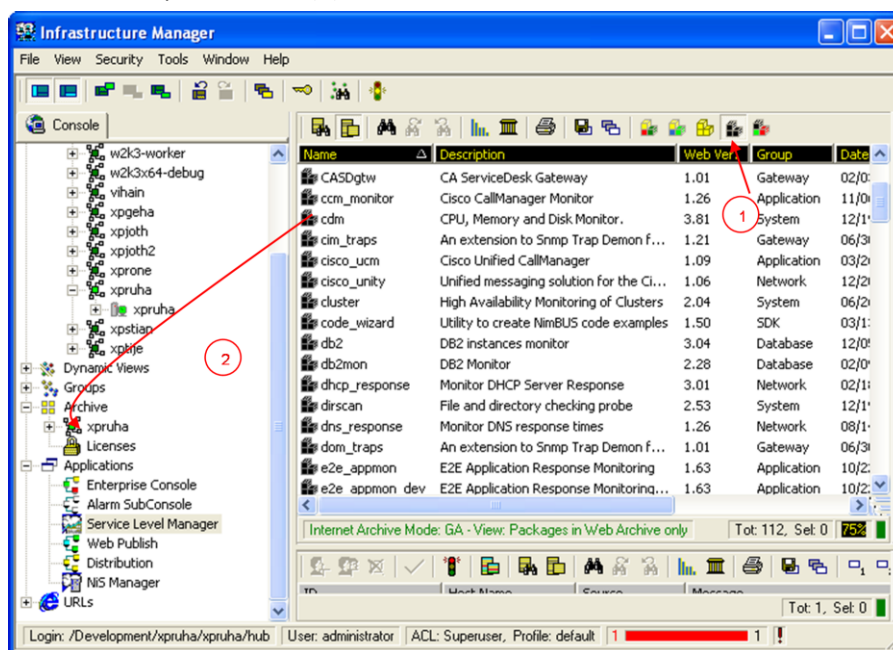 Infrastructure Manager
File View Security Tools Window Help
Console
w2k3-worker
w2k3x64-debug
vihain
xpgeha
xpjoth
xpjoth2
xprone
xpruha
xpruha
xpstian
xptije
Dynamic Views
Groups
Archive
xpruha
Licenses
Applications
Enterprise Console
Alarm SubConsole
Service Level Manager
Web Publish
Distribution
NiS Manager
URLs
2
Name Description Web Ver. Group Date
CASDgtw CA ServiceDesk Gateway 1.01 Gateway 02/0
ccm_monitor Cisco CallManager Monitor 1.26 Application 11/0
cdm CPU, Memory and Disk Monitor. 3.81 System 12/1
cim_traps An extension to Snmp Trap Demon f... 1.21 Gateway 06/3
cisco_ucm Cisco Unified CallManager 1.09 Application 03/2
cisco_unity Unified messaging solution for the Ci... 1.06 Network 12/2
cluster High Availability Monitoring of Clusters 2.04 System 06/2
code_wizard Utility to create NimBUS code examples 1.50 SDK 03/1
db2 DB2 instances monitor 3.04 Database 12/0
db2mon DB2 Monitor 2.28 Database 02/0
dhcp_response Monitor DHCP Server Response 3.01 Network 02/1
dirscan File and directory checking probe 2.53 System 12/1
dns_response Monitor DNS response times 1.26 Network 08/1
dom_traps An extension to Snmp Trap Demon f... 1.01 Gateway 06/3
e2e_appmon E2E Application Response Monitoring 1.63 Application 10/2
e2e_appmon_dev E2E Application Response Monitoring... 1.63 Application 10/2
1
Internet Archive Mode: GA - View: Packages in Web Archive only Tot: 112, Sel: 0 75%
ID Host Name Source Message
Tot: 1, Sel: 0
Login: /Development/xpruha/xpruha/hub User: administrator ACL: Superuser, Profile: default 1 1